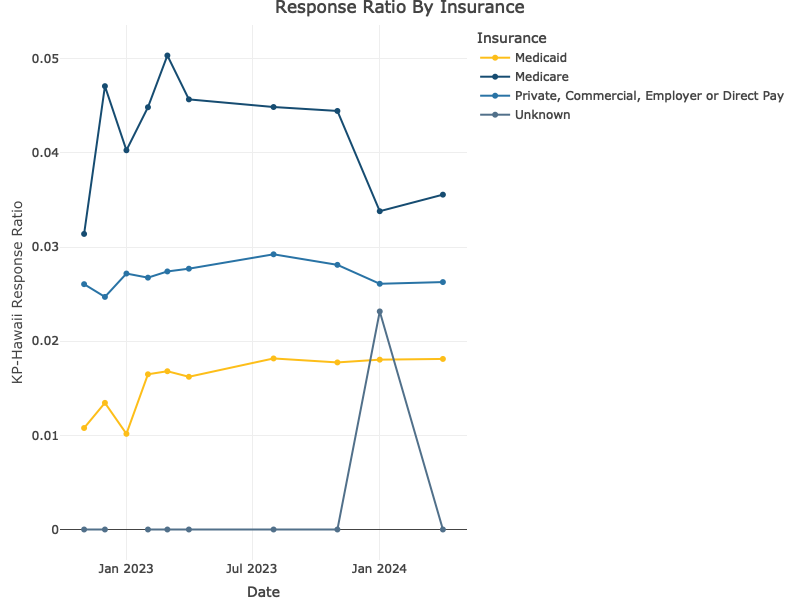 Response Ratio By Insurance
Insurance
Medicaid
Medicare
Private, Commercial, Employer or Direct Pay
Unknown
KP-Hawaii Response Ratio
0.05
0.04
0.03
0.02
0.01
0
Jan 2023
Jul 2023
Jan 2024
Date